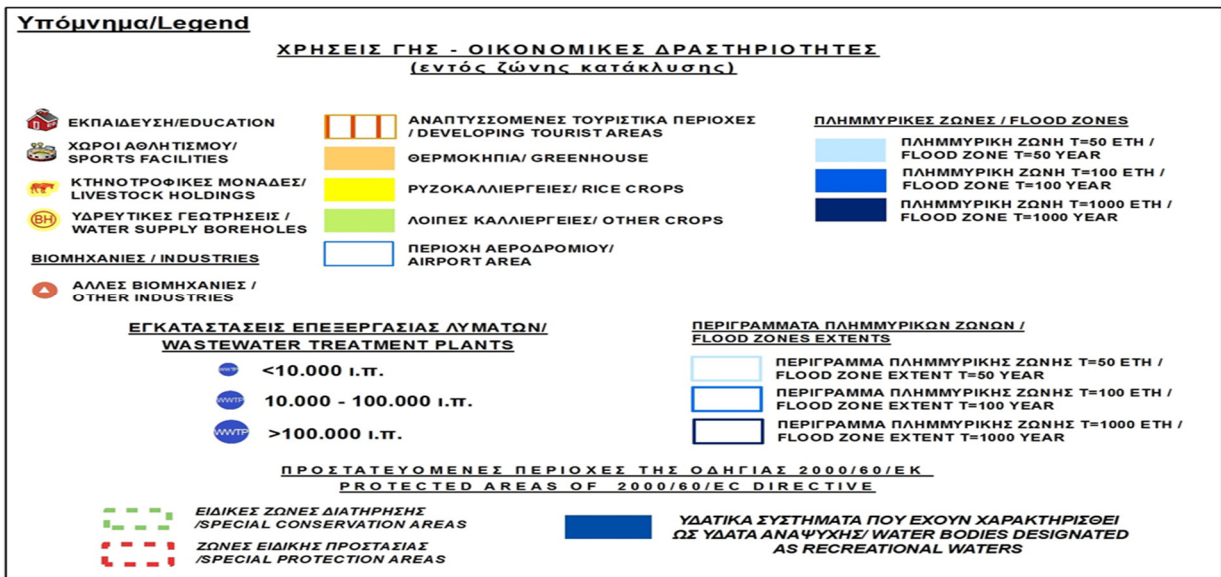 Υπόμνημα/Legend
ΧΡΗΣΕΙΣ ΓΗΣ - ΟΙΚΟΝΟΜΙΚΕΣ ΔΡΑΣΤΗΡΙΟΤΗΤΕΣ
(εντός ζώνης κατάκλυσης)
ΕΚΠΑΙΔΕΥΣΗ/EDUCATION
ΧΩΡΟΙ ΑΘΛΗΤΙΣΜΟΥ/
SPORTS FACILITIES
ΚΤΗΝΟΤΡΟΦΙΚΕΣ ΜΟΝΑΔΕΣ/
LIVESTOCK HOLDINGS
BH
ΥΔΡΕΥΤΙΚΕΣ ΓΕΩΤΡΗΣΕΙΣ /
WATER SUPPLY BOREHOLES
ΒΙΟΜΗΧΑΝΙΕΣ / INDUSTRIES
ΑΛΛΕΣ ΒΙΟΜΗΧΑΝΙΕΣ /
OTHER INDUSTRIES
ΑΝΑΠΤΥΣΣΟΜΕΝΕΣ ΤΟΥΡΙΣΤΙΚΑ ΠΕΡΙΟΧΕΣ
/ DEVELOPING TOURIST AREAS
ΘΕΡΜΟΚΗΠΙΑ/ GREENHOUSE
ΡΥΖΟΚΑΛΛΙΕΡΓΕΙΕΣ/ RICE CROPS
ΛΟΙΠΕΣ ΚΑΛΛΙΕΡΓΕΙΕΣ/ OTHER CROPS
ΠΕΡΙΟΧΗ ΑΕΡΟΔΡΟΜΙΟΥ/
AIRPORT AREA
ΠΛΗΜΜΥΡΙΚΕΣ ΖΩΝΕΣ / FLOOD ZONES
ΠΛΗΜΜΥΡΙΚΗ ΖΩΝΗ T=50 ΕΤΗ /
FLOOD ZONE T=50 YEAR
ΠΛΗΜΜΥΡΙΚΗ ΖΩΝΗ T=100 ΕΤΗ /
FLOOD ZONE T=100 YEAR
ΠΛΗΜΜΥΡΙΚΗ ΖΩΝΗ T=1000 ΕΤΗ /
FLOOD ZONE T=1000 YEAR
ΕΓΚΑΤΑΣΤΑΣΕΙΣ ΕΠΕΞΕΡΓΑΣΙΑΣ ΛΥΜΑΤΩΝ/
WASTEWATER TREATMENT PLANTS
WWTP <10.000 ι.π.
WWTP 10.000 - 100.000 ι.π.
WWTP >100.000 ι.π.
ΠΕΡΙΓΡΑΜΜΑΤΑ ΠΛΗΜΜΥΡΙΚΩΝ ΖΩΝΩΝ /
FLOOD ZONES EXTENTS
ΠΕΡΙΓΡΑΜΜΑ ΠΛΗΜΜΥΡΙΚΗΣ ΖΩΝΗΣ T=50 ΕΤΗ /
FLOOD ZONE EXTENT T=50 YEAR
ΠΕΡΙΓΡΑΜΜΑ ΠΛΗΜΜΥΡΙΚΗΣ ΖΩΝΗΣ T=100 ΕΤΗ /
FLOOD ZONE EXTENT T=100 YEAR
ΠΕΡΙΓΡΑΜΜΑ ΠΛΗΜΜΥΡΙΚΗΣ ΖΩΝΗΣ T=1000 ΕΤΗ /
FLOOD ZONE EXTENT T=1000 YEAR
ΠΡΟΣΤΑΤΕΥΟΜΕΝΕΣ ΠΕΡΙΟΧΕΣ ΤΗΣ ΟΔΗΓΙΑΣ 2000/60/ΕΚ
PROTECTED AREAS OF 2000/60/EC DIRECTIVE
ΕΙΔΙΚΕΣ ΖΩΝΕΣ ΔΙΑΤΗΡΗΣΗΣ
/SPECIAL CONSERVATION AREAS
ΖΩΝΕΣ ΕΙΔΙΚΗΣ ΠΡΟΣΤΑΣΙΑΣ
/SPECIAL PROTECTION AREAS
ΥΔΑΤΙΚΑ ΣΥΣΤΗΜΑΤΑ ΠΟΥ ΕΧΟΥΝ ΧΑΡΑΚΤΗΡΙΣΘΕΙ
ΩΣ ΥΔΑΤΑ ΑΝΑΨΥΧΗΣ/ WATER BODIES DESIGNATED
AS RECREATIONAL WATERS